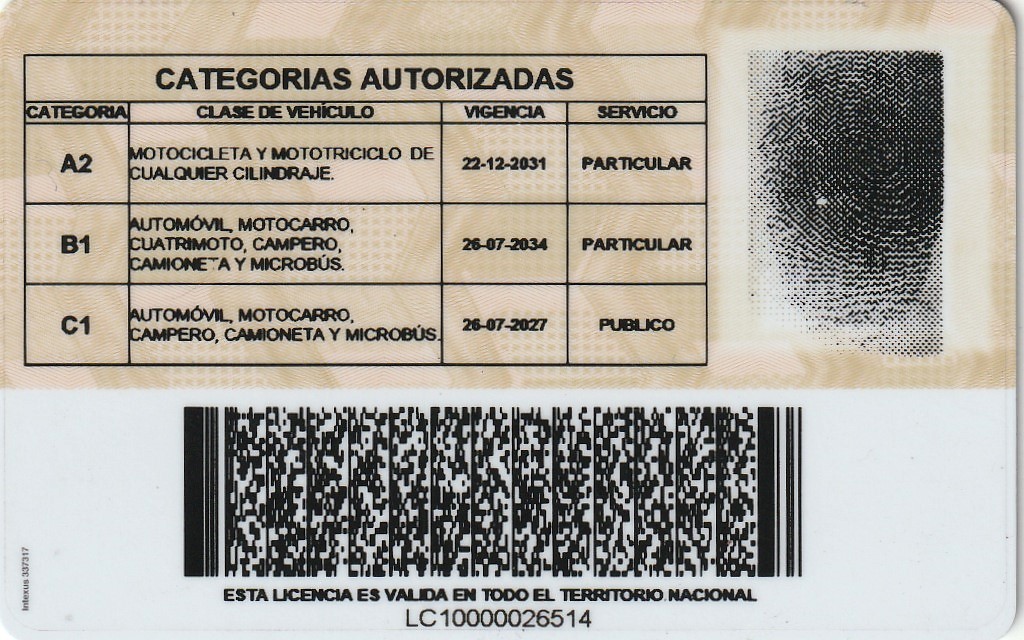 CATEGORIAS AUTORIZADAS
CATEGORIA CLASE DE VEHÍCULO VIGENCIA SERVICIO
A2 MOTOCICLETA Y MOTOTRICICLO DE CUALQUIER CILINDRAJE. 22-12-2031 PARTICULAR
B1 AUTOMÓVIL, MOTOCARRO, CUATRIMOTO, CAMPERO, CAMIONETA Y MICROBÚS. 26-07-2034 PARTICULAR
C1 AUTOMÓVIL, MOTOCARRO, CAMPERO, CAMIONETA Y MICROBÚS. 26-07-2027 PUBLICO
Intexus 337317
ESTA LICENCIA ES VALIDA EN TODO EL TERRITORIO NACIONAL
LC10000026514